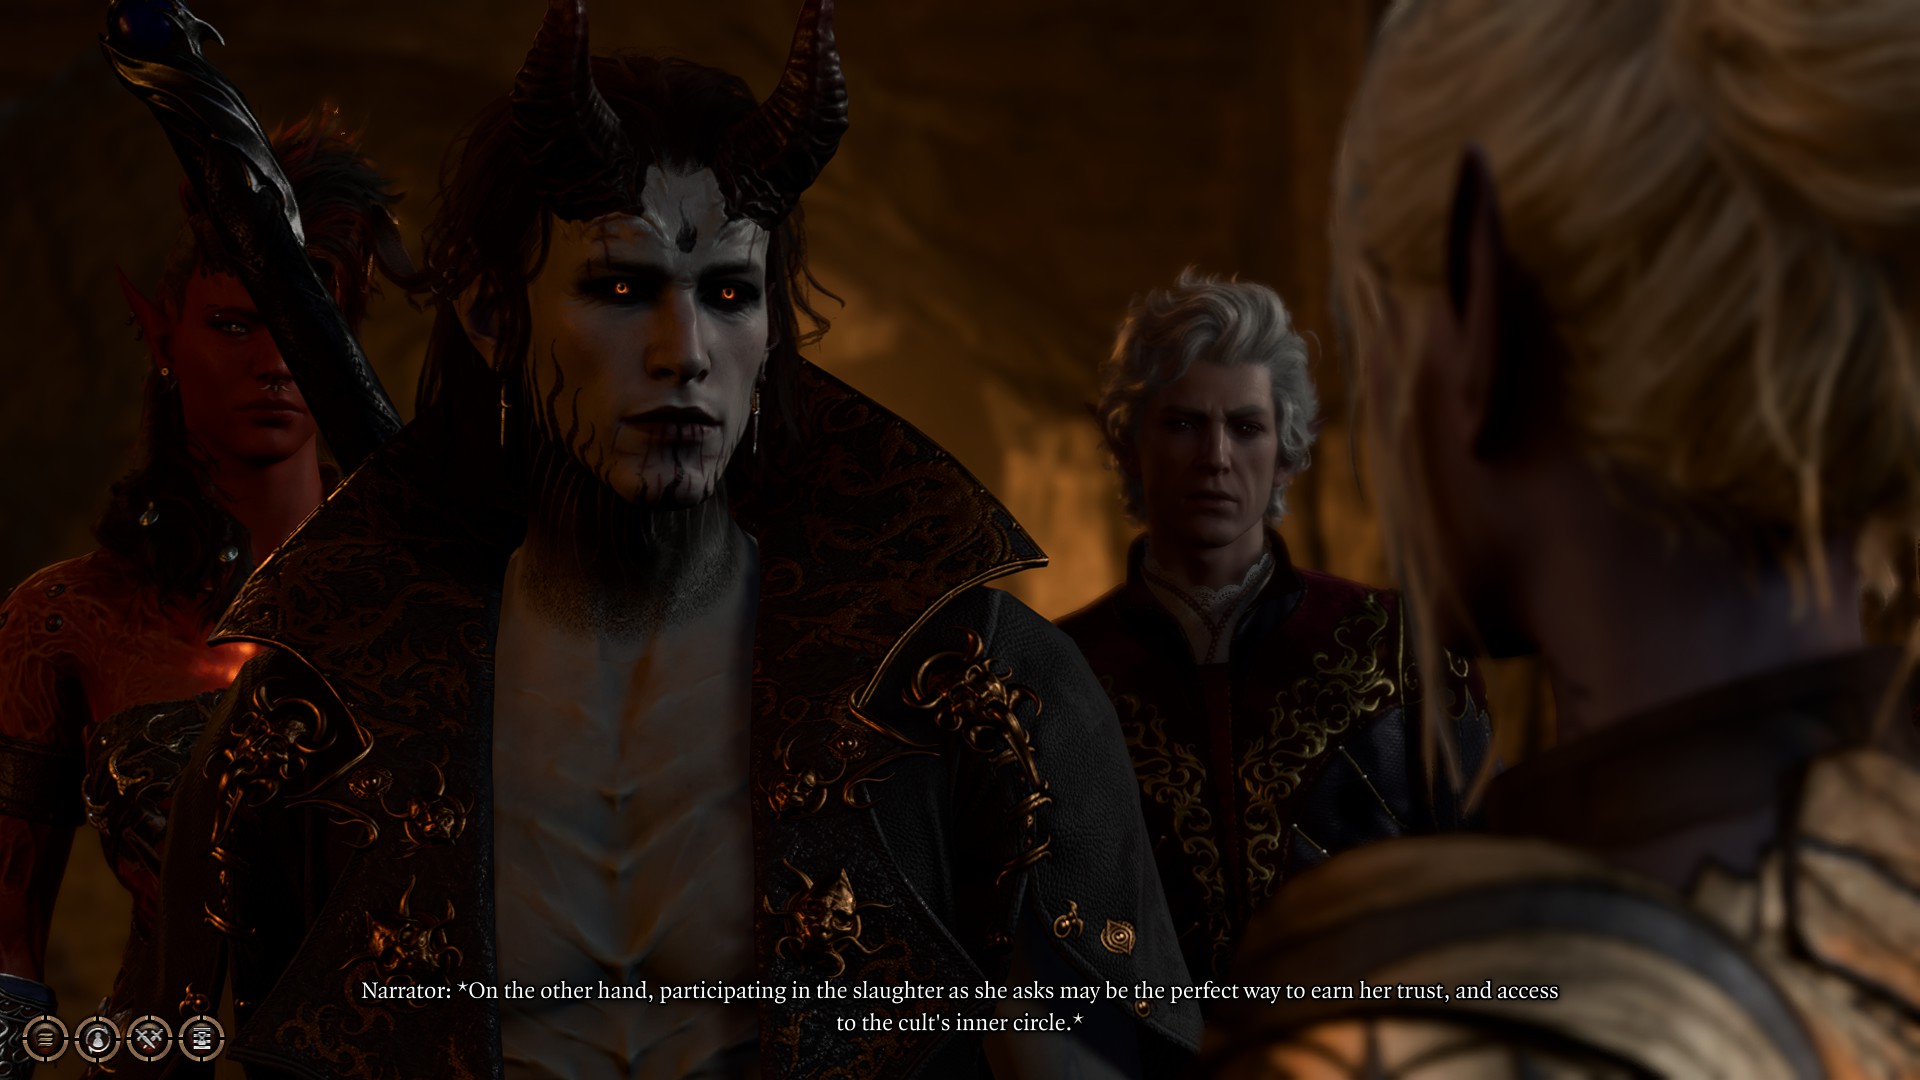 Narrator: *On the other hand, participating in the slaughter as she asks may be the perfect way to earn her trust, and access
to the cult's inner circle.*